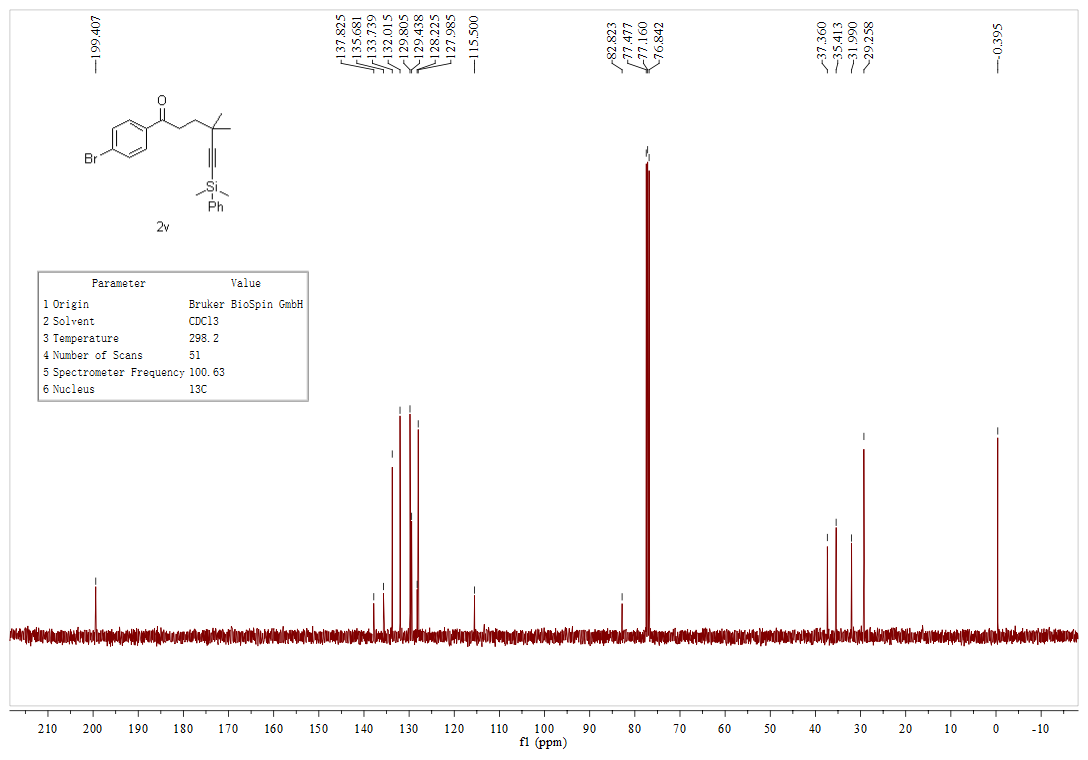 199.407
137.825
135.681
133.739
132.015
129.805
129.438
128.225
127.985
115.500
82.823
77.477
77.160
76.842
37.360
35.413
31.990
29.258
-0.395
O
Br
Si
Ph
2v
Parameter Value
1 Origin Bruker BioSpin GmbH
2 Solvent CDCl3
3 Temperature 298.2
4 Number of Scans 51
5 Spectrometer Frequency 100.63
6 Nucleus 13C
210 200 190 180 170 160 150 140 130 120 110 100 90 80 70 60 50 40 30 20 10 0 -10
f1 (ppm)